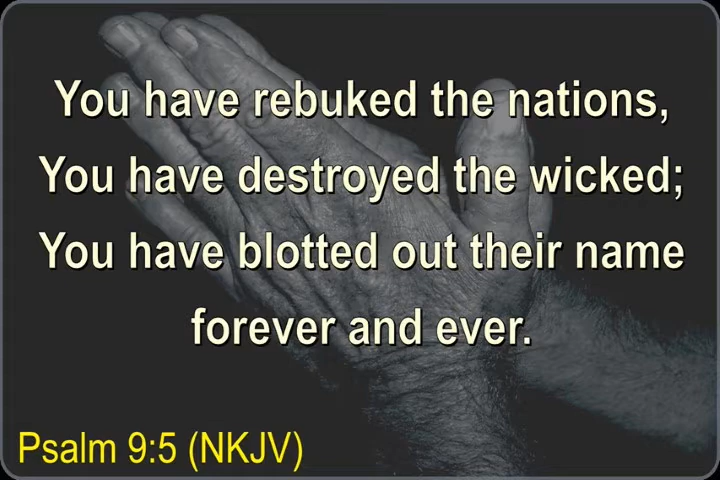 You have rebuked the nations,
You have destroyed the wicked;
You have blotted out their name
forever and ever.
Psalm 9:5 (NKJV)